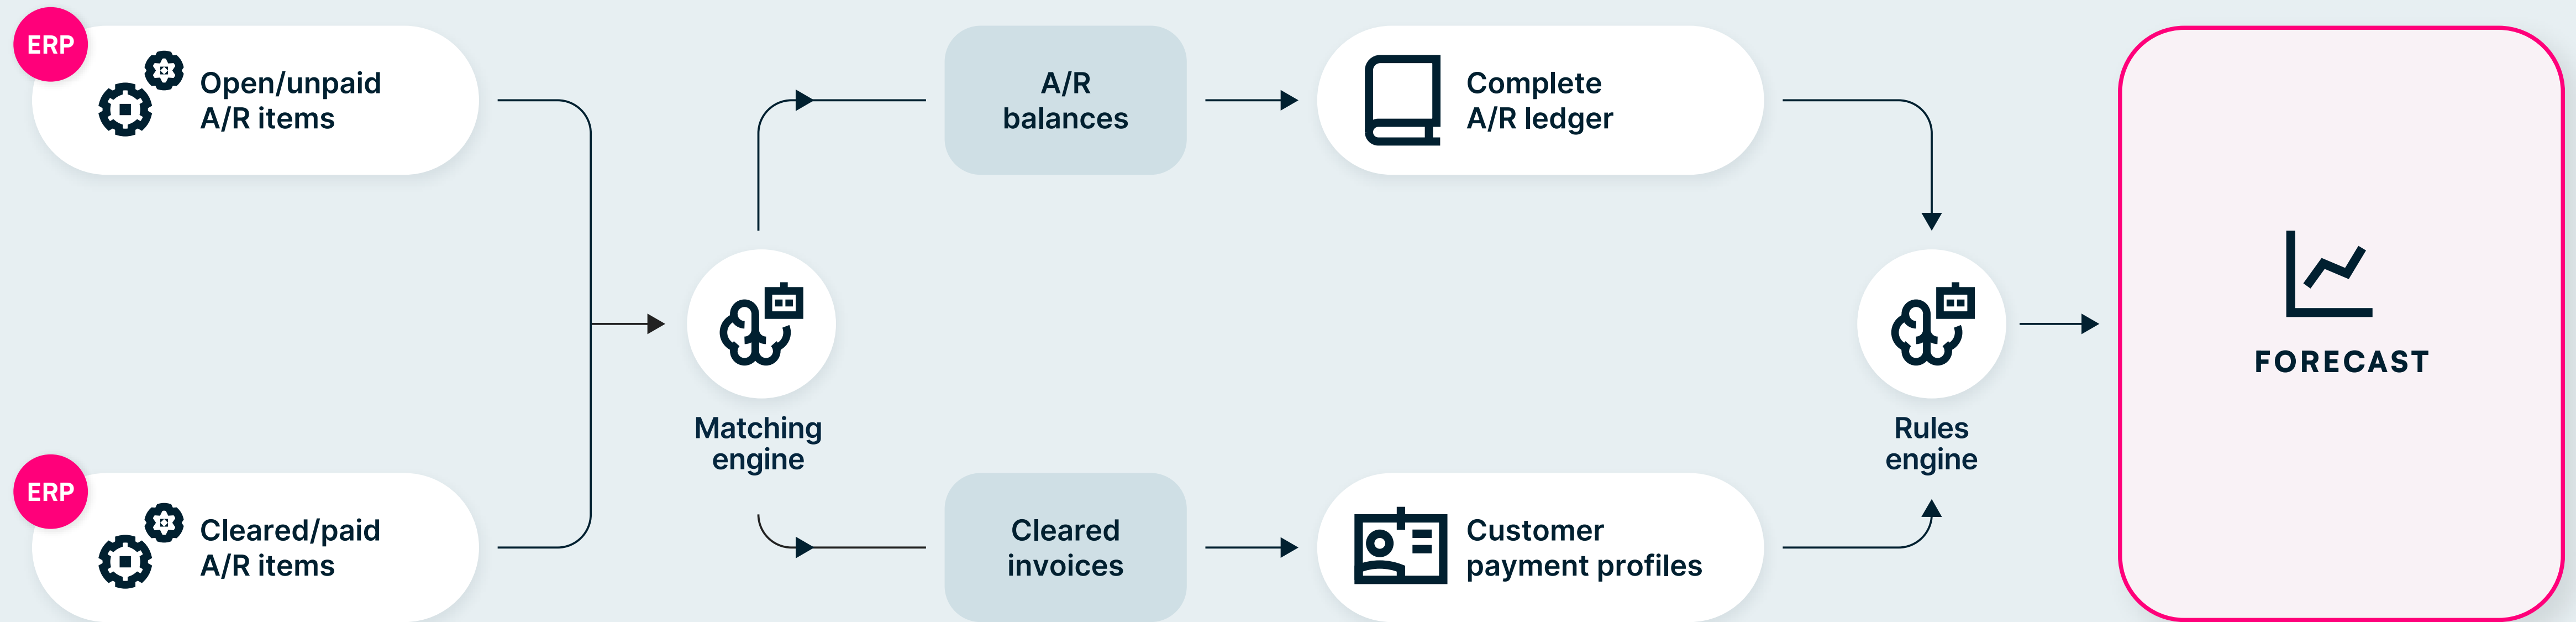 ERP
Open/unpaid
A/R items
A/R
balances
Complete
A/R ledger
Matching
engine
Rules
engine
FORECAST
ERP
Cleared/paid
A/R items
Cleared
invoices
Customer
payment profiles